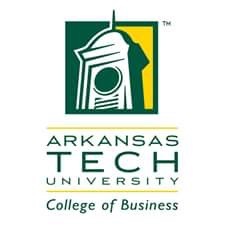 ™
ARKANSAS
TECH
UNIVERSITY
College of Business